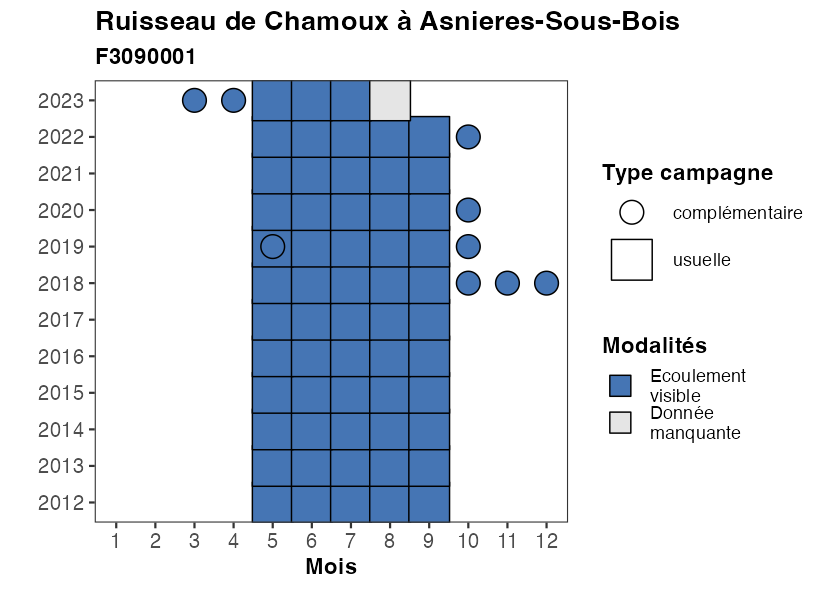 Ruisseau de Chamoux à Asnieres-Sous-Bois
F3090001
2023
2022
2021
2020
2019
2018
2017
2016
2015
2014
2013
2012
1 2 3 4 5 6 7 8 9 10 11 12
Mois
Type campagne
complémentaire
usuelle
Modalités
Ecoulement
visible
Donnée
manquante